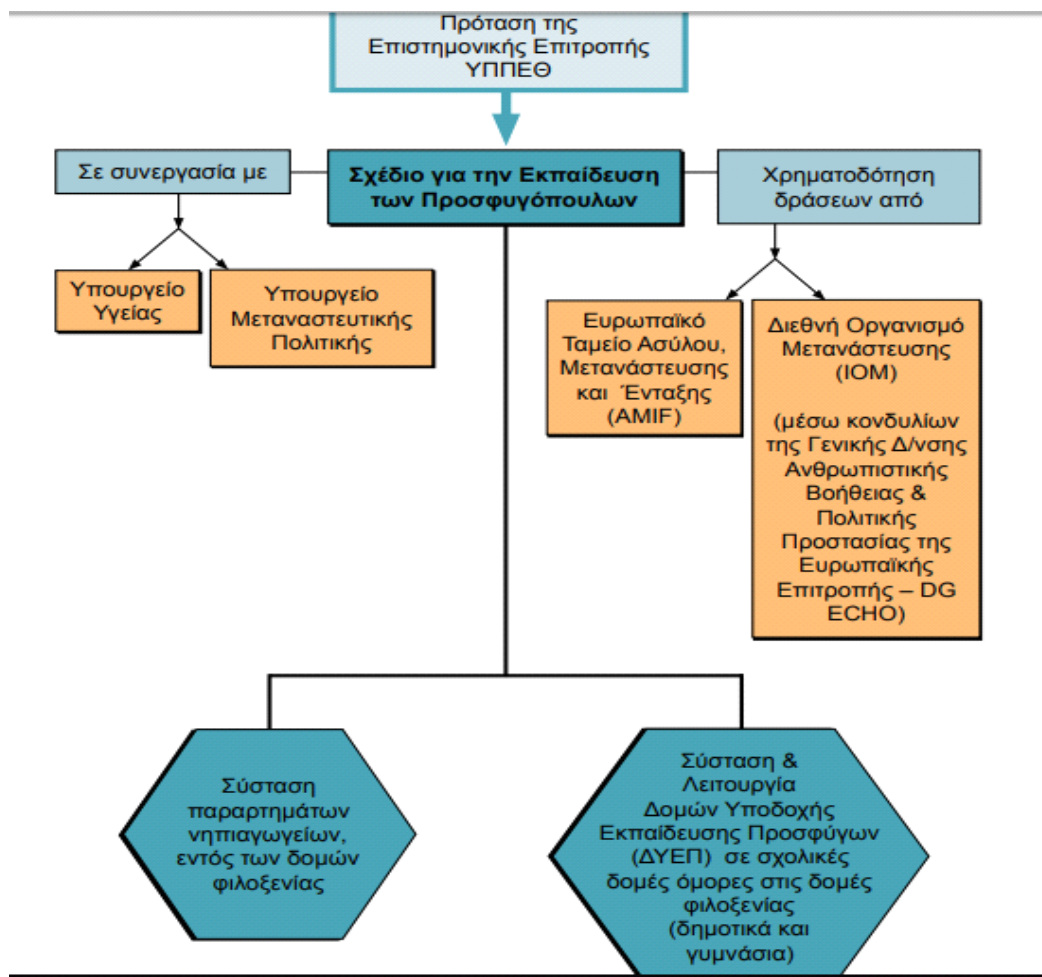 Πρόταση της
Επιστημονικής Επιτροπής
ΥΠΠΕΘ
Σε συνεργασία με
Σχέδιο για την Εκπαίδευση
των Προσφυγόπουλων
Χρηματοδότηση
δράσεων από
Υπουργείο
Υγείας
Υπουργείο
Μεταναστευτικής
Πολιτικής
Ευρωπαϊκό
Ταμείο Ασύλου,
Μετανάστευσης
και Ένταξης
(AMIF)
Διεθνή Οργανισμό
Μετανάστευσης
(IOM)
(μέσω κονδυλίων
της Γενικής Δ/νσης
Ανθρωπιστικής
Βοήθειας &
Πολιτικής
Προστασίας της
Ευρωπαϊκής
Επιτροπής – DG
ECHO)
Σύσταση
παραρτημάτων
νηπιαγωγείων,
εντός των δομών
φιλοξενίας
Σύσταση &
Λειτουργία
Δομών Υποδοχής
Εκπαίδευσης Προσφύγων
(ΔΥΕΠ) σε σχολικές
δομές όμορες στις δομές
φιλοξενίας
(δημοτικά και
γυμνάσια)